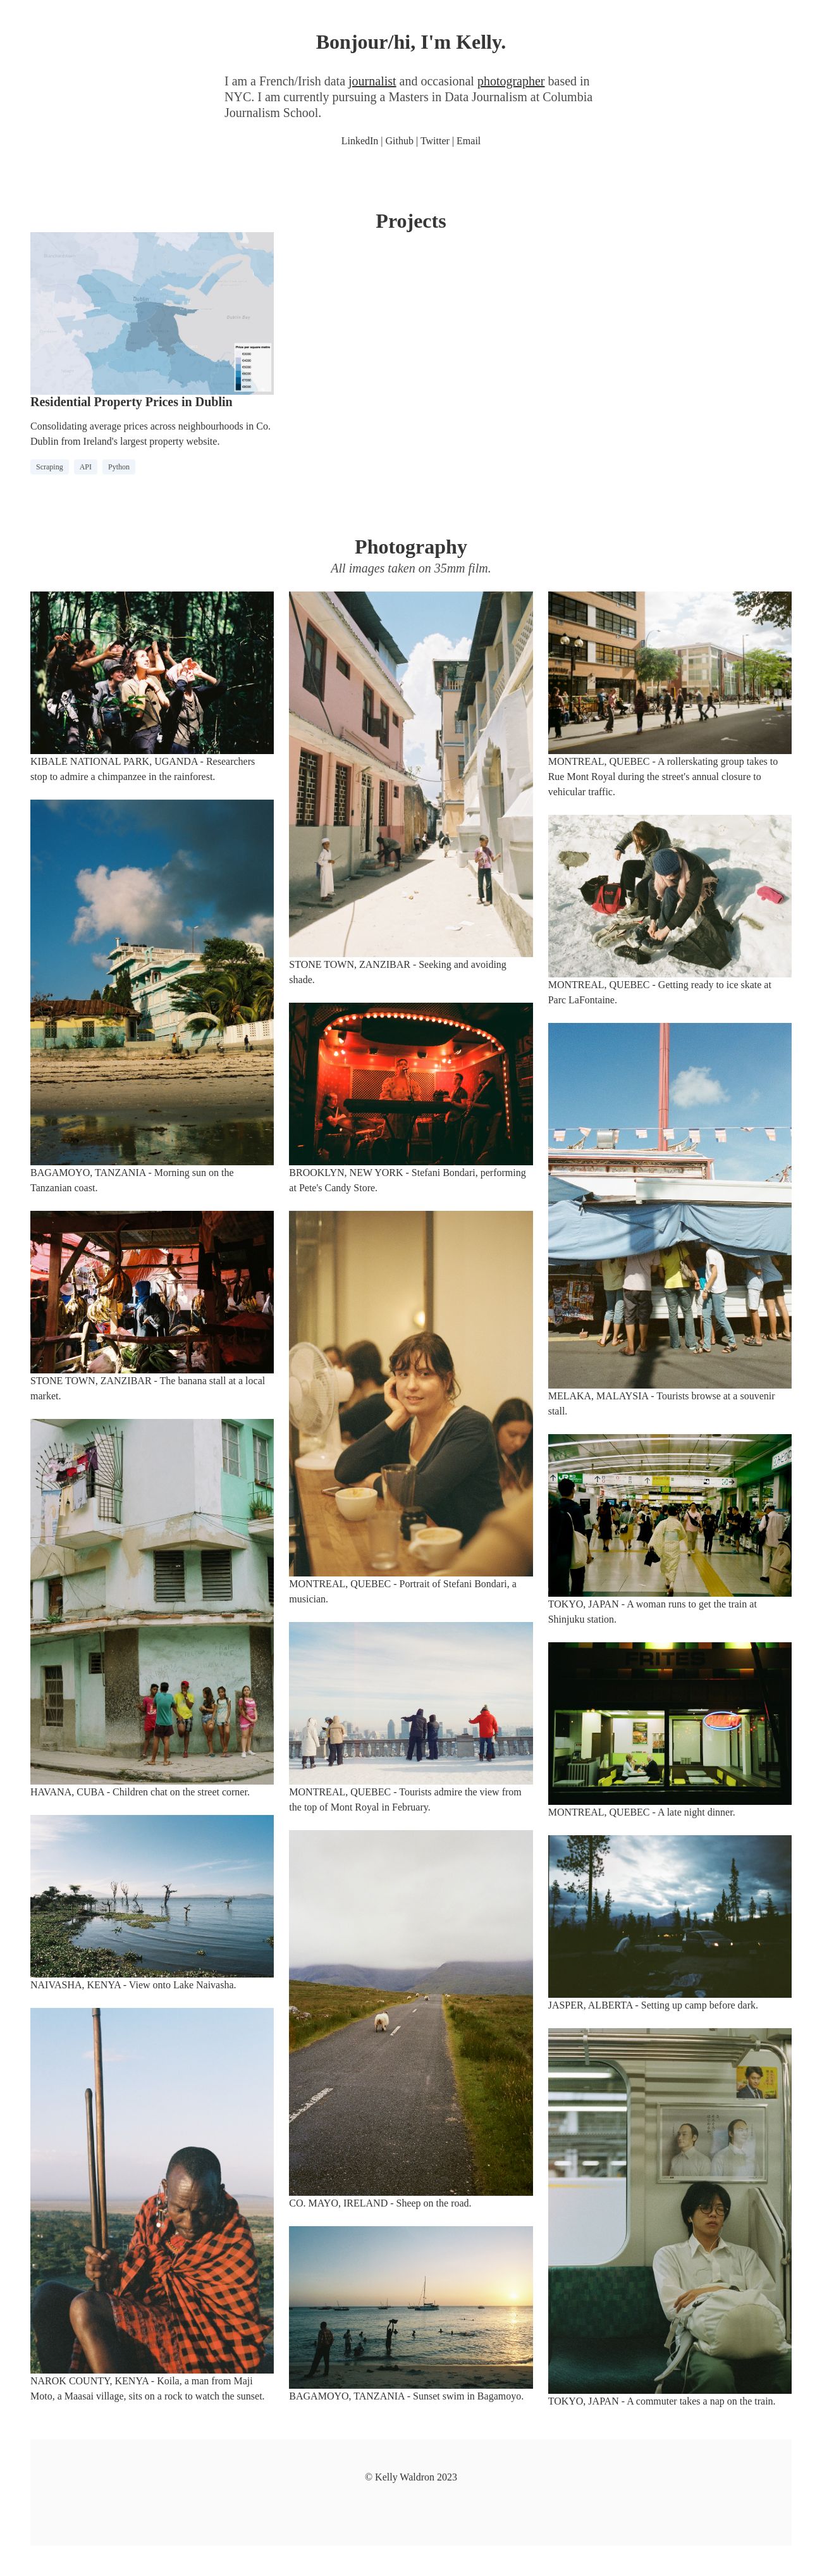 Bonjour/hi, I'm Kelly.
I am a French/Irish data journalist and occasional photographer based in
NYC. I am currently pursuing a Masters in Data Journalism at Columbia
Journalism School.
LinkedIn | Github | Twitter | Email
Projects
Dublin
Price per square metre
Residential Property Prices in Dublin
Consolidating average prices across neighbourhoods in Co.
Dublin from Ireland's largest property website.
Scraping API Python
Photography
All images taken on 35mm film.
KIBALE NATIONAL PARK, UGANDA - Researchers
stop to admire a chimpanzee in the rainforest.
BAGAMOYO, TANZANIA - Morning sun on the
Tanzanian coast.
STONE TOWN, ZANZIBAR - The banana stall at a local
market.
HAVANA, CUBA - Children chat on the street corner.
NAIVASHA, KENYA - View onto Lake Naivasha.
NAROK COUNTY, KENYA - Koila, a man from Maji
Moto, a Maasai village, sits on a rock to watch the sunset.
STONE TOWN, ZANZIBAR - Seeking and avoiding
shade.
BROOKLYN, NEW YORK - Stefani Bondari, performing
at Pete's Candy Store.
MONTREAL, QUEBEC - Portrait of Stefani Bondari, a
musician.
MONTREAL, QUEBEC - Tourists admire the view from
the top of Mont Royal in February.
CO. MAYO, IRELAND - Sheep on the road.
BAGAMOYO, TANZANIA - Sunset swim in Bagamoyo.
MONTREAL, QUEBEC - A rollerskating group takes to
Rue Mont Royal during the street's annual closure to
vehicular traffic.
MONTREAL, QUEBEC - Getting ready to ice skate at
Parc LaFontaine.
MELAKA, MALAYSIA - Tourists browse at a souvenir
stall.
TOKYO, JAPAN - A woman runs to get the train at
Shinjuku station.
FRITES
MONTREAL, QUEBEC - A late night dinner.
JASPER, ALBERTA - Setting up camp before dark.
TOKYO, JAPAN - A commuter takes a nap on the train.
© Kelly Waldron 2023